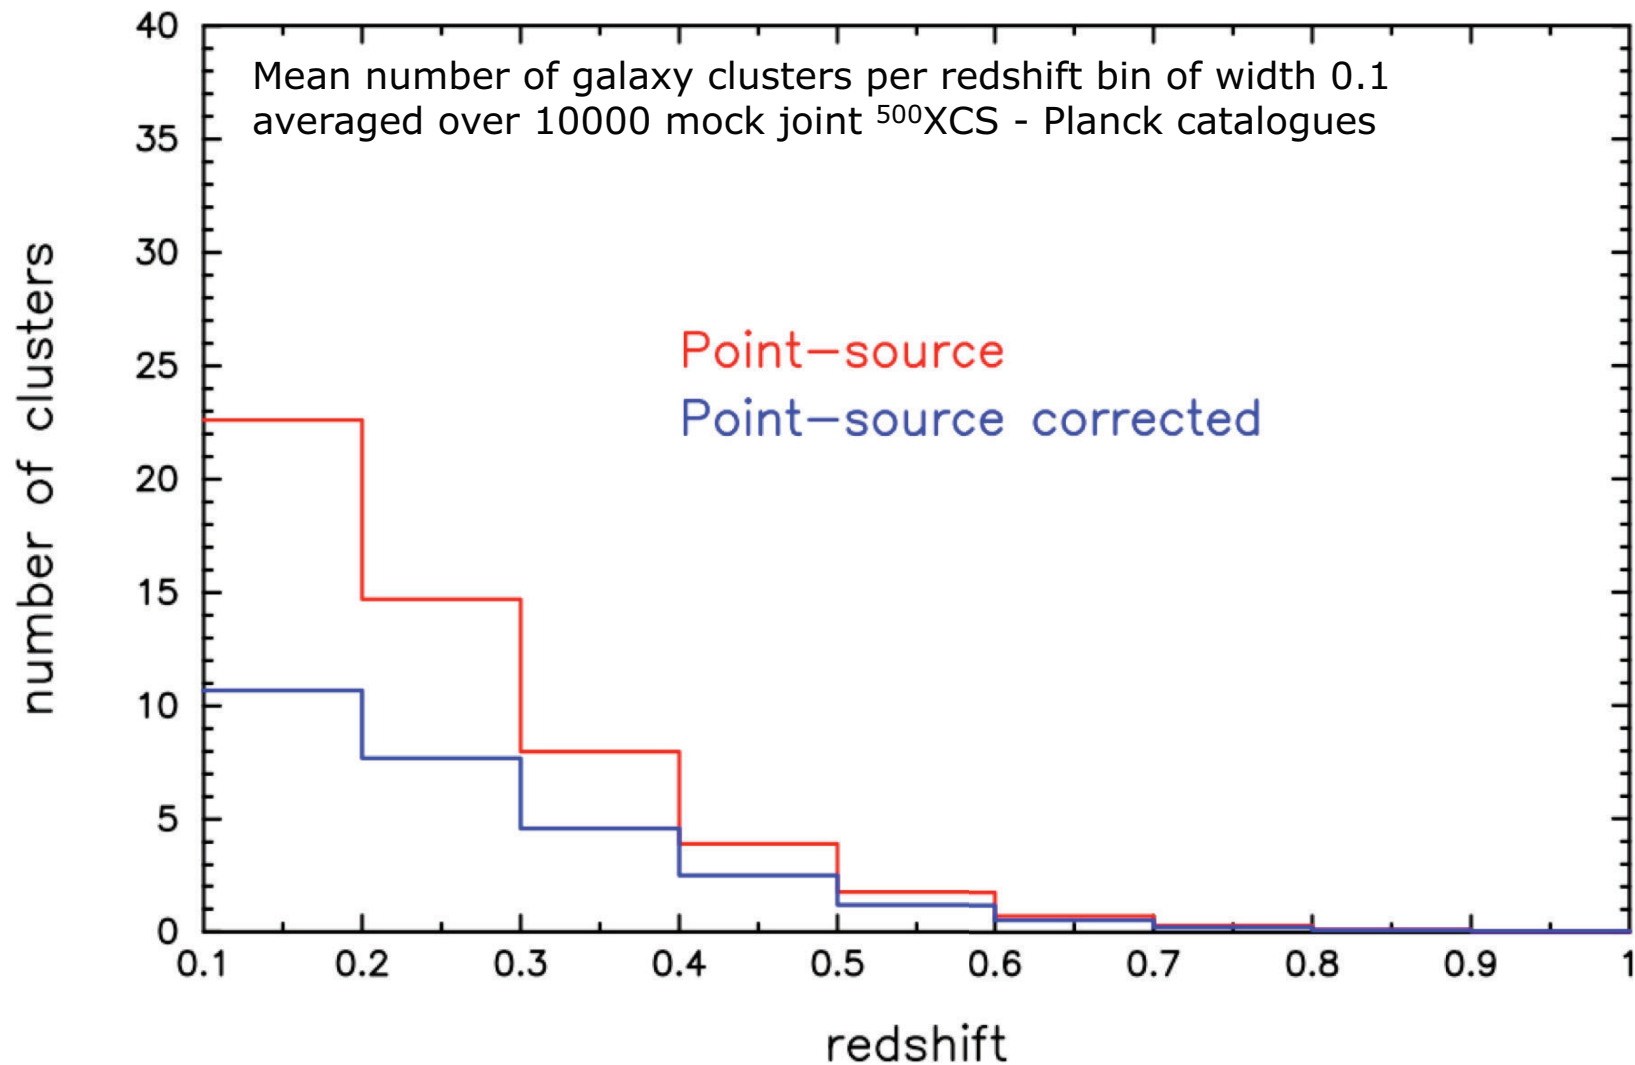 Mean number of galaxy clusters per redshift bin of width 0.1
averaged over 10000 mock joint ⁵⁰⁰XCS - Planck catalogues
Point-source
Point-source corrected
number of clusters
40
35
30
25
20
15
10
5
0
0.1 0.2 0.3 0.4 0.5 0.6 0.7 0.8 0.9 1
redshift